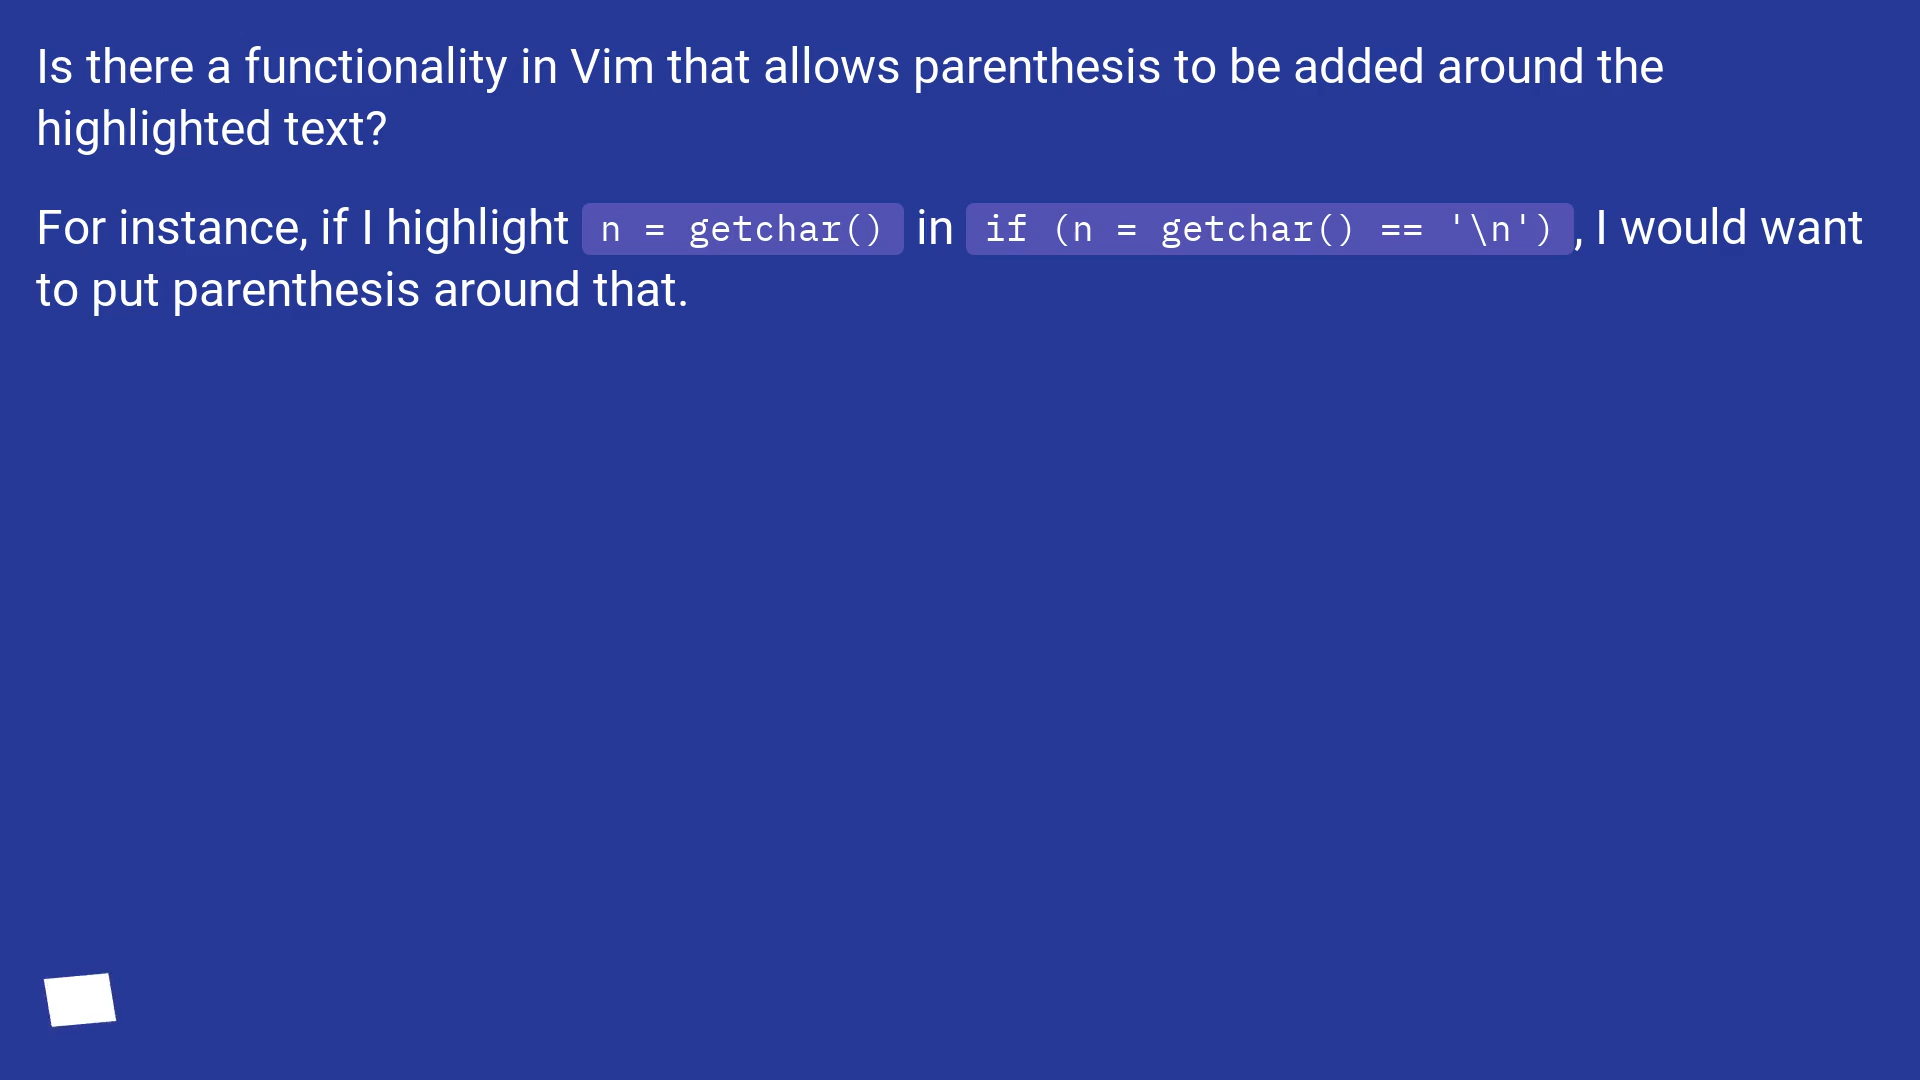 Is there a functionality in Vim that allows parenthesis to be added around the
highlighted text?
For instance, if I highlight n = getchar() in if (n = getchar() == '\n'), I would want
to put parenthesis around that.